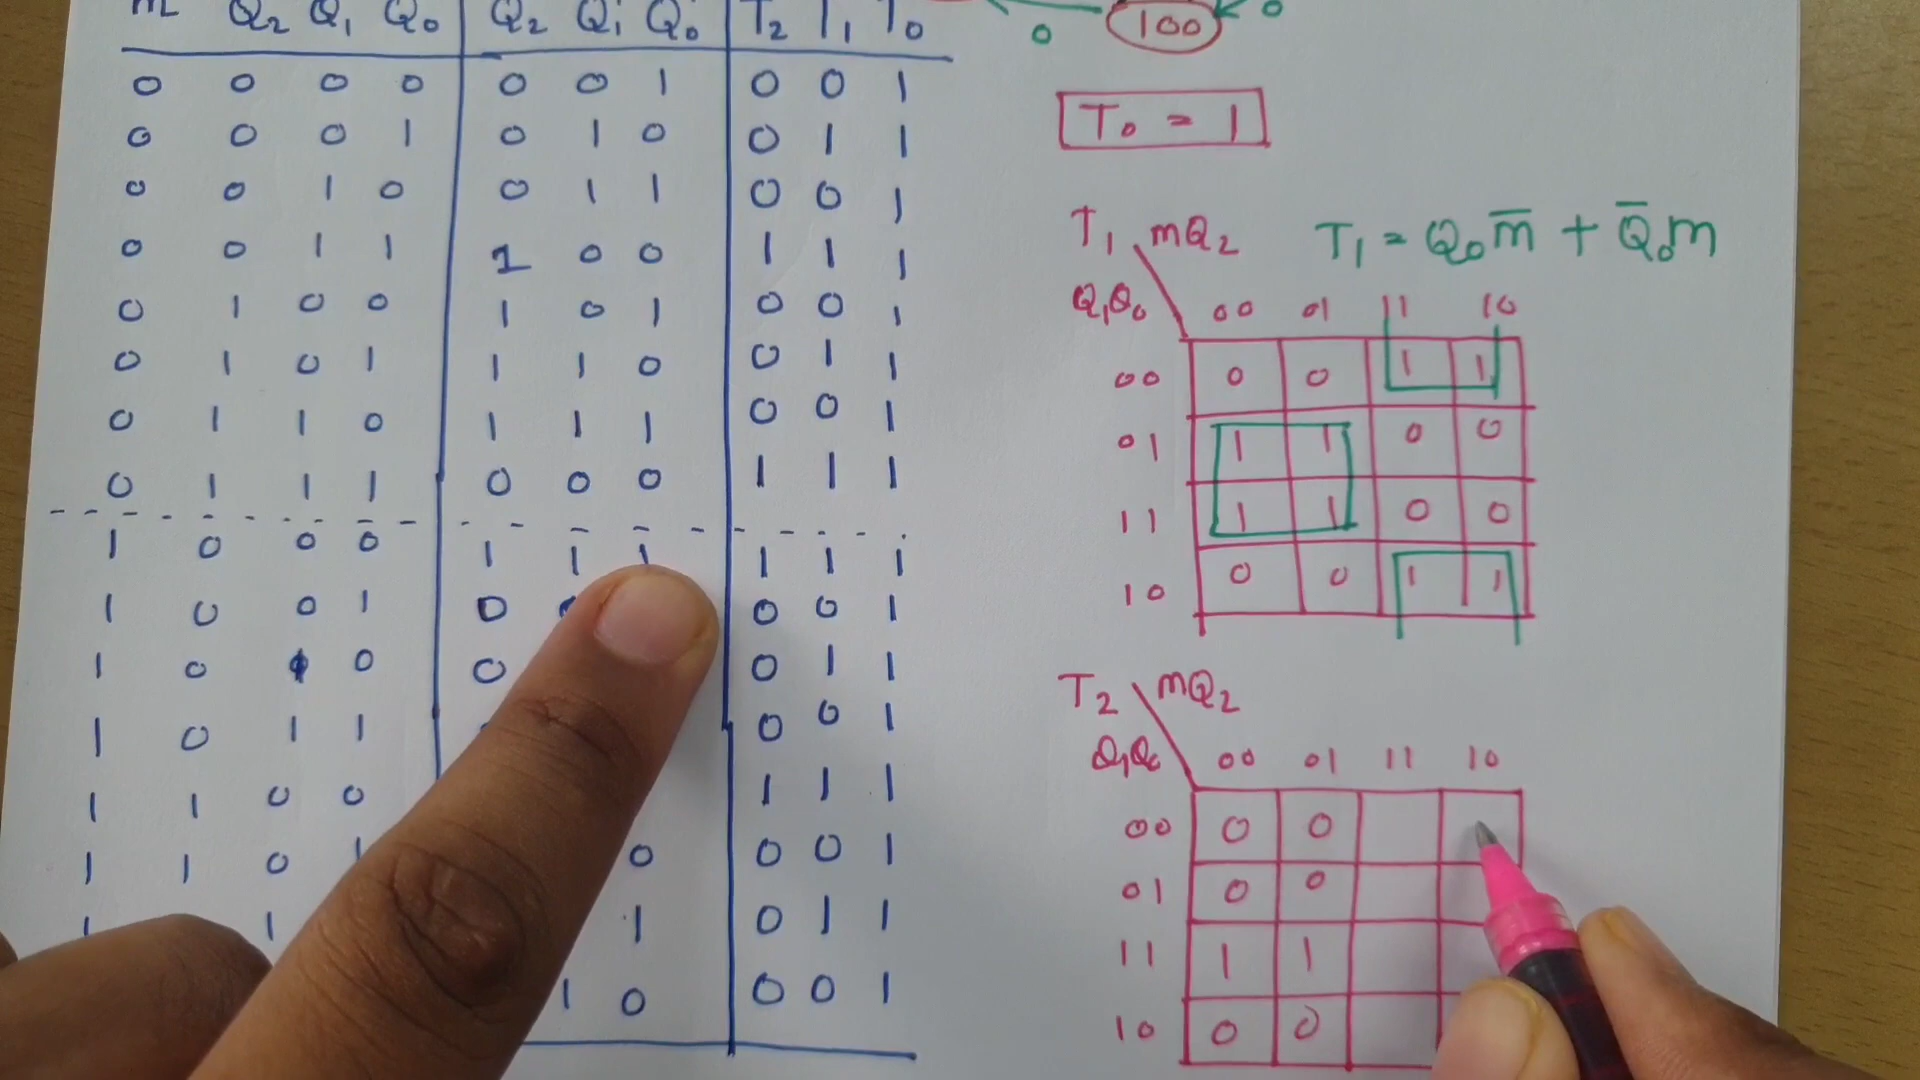 m Q2 Q1 Q0 Q2 Q1 Q0 T2 T1 T0
0 0 0 0 0 0 1 0 0 1
0 0 0 1 0 1 0 0 1 1
0 0 1 0 0 1 1 0 0 1
0 0 1 1 1 0 0 1 1 1
0 1 0 0 1 0 1 0 0 1
0 1 0 1 1 1 0 0 1 1
0 1 1 0 1 1 1 0 0 1
0 1 1 1 0 0 0 1 1 1
1 0 0 0 1 1 1 1 1 1
1 0 0 1 0 0 0 1
1 0 1 0 0 0 1 1
1 0 1 1 0 0 1
1 1 0 0 1 1 1
1 1 0 1 0 0 0 1
1 1 1 0 1 1
1 0 0 0 1
0 100 0
T0 = 1
T1 mQ2 T1 = Q0m̅ + Q̅0m
Q1Q0 00 01 11 10
00 0 0 1 1
01 1 1 0 0
11 1 1 0 0
10 0 0 1 1
T2 mQ2
Q1Q0 00 01 11 10
00 0 0
01 0 0
11 1 1
10 0 0